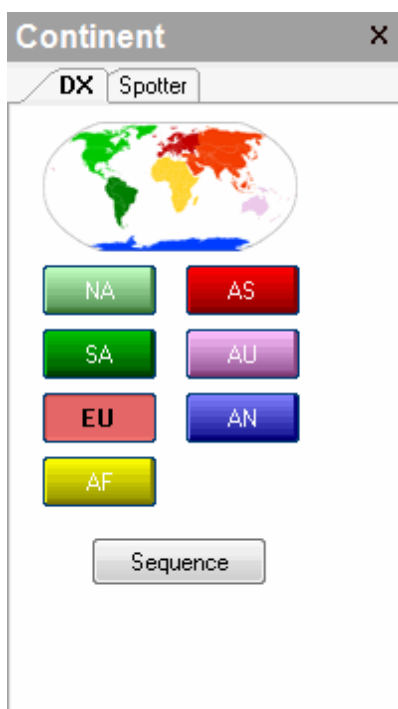 Continent X
DX Spotter
NA AS
SA AU
EU AN
AF
Sequence